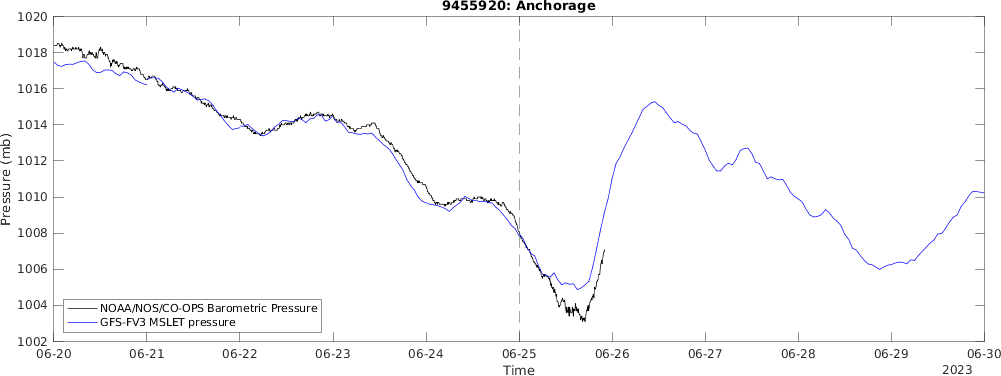 9455920: Anchorage
1020
1018
1016
1014
1012
1010
1008
1006
1004
1002
Pressure (mb)
NOAA/NOS/CO-OPS Barometric Pressure
GFS-FV3 MSLET pressure
06-20 06-21 06-22 06-23 06-24 06-25 06-26 06-27 06-28 06-29 06-30
Time
2023